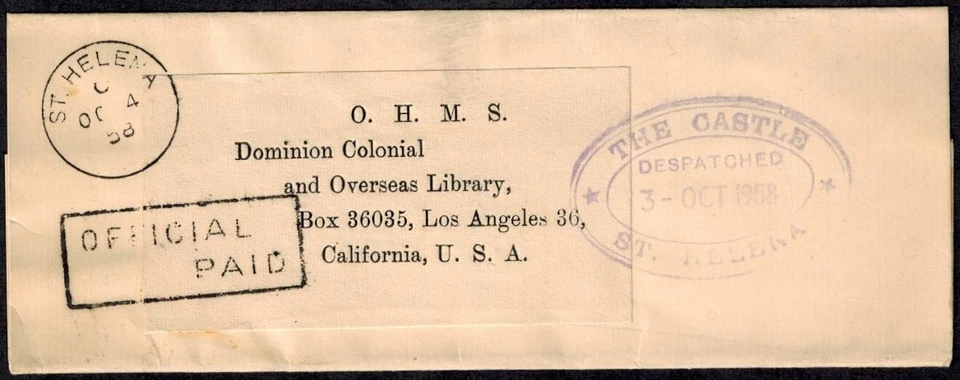 ST. HELENA
OC 4
58
O. H. M. S.
Dominion Colonial
and Overseas Library,
Box 36035, Los Angeles 36,
California, U. S. A.
OFFICIAL
PAID
THE CASTLE
DESPATCHED
3-OCT 1958
ST. HELENA